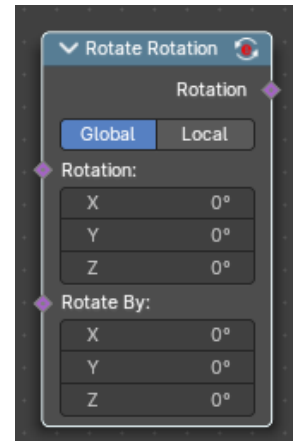 Rotate Rotation
Rotation
Global Local
Rotation:
X 0°
Y 0°
Z 0°
Rotate By:
X 0°
Y 0°
Z 0°